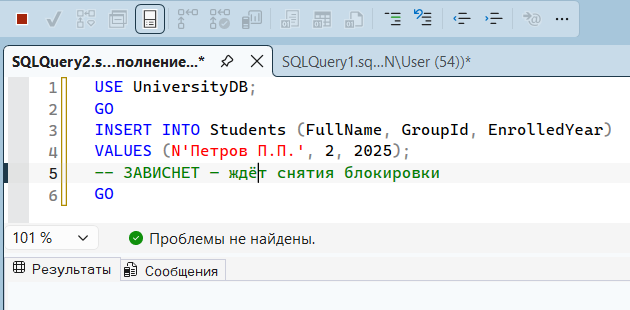 SQLQuery2.s...полнение...*
SQLQuery1.sq...N\User (54))*
1 USE UniversityDB;
2 GO
3 INSERT INTO Students (FullName, GroupId, EnrolledYear)
4 VALUES (N'Петров П.П.', 2, 2025);
5 -- ЗАВИСНЕТ — ждёт снятия блокировки
6 GO
101 %
Проблемы не найдены.
Результаты
Сообщения